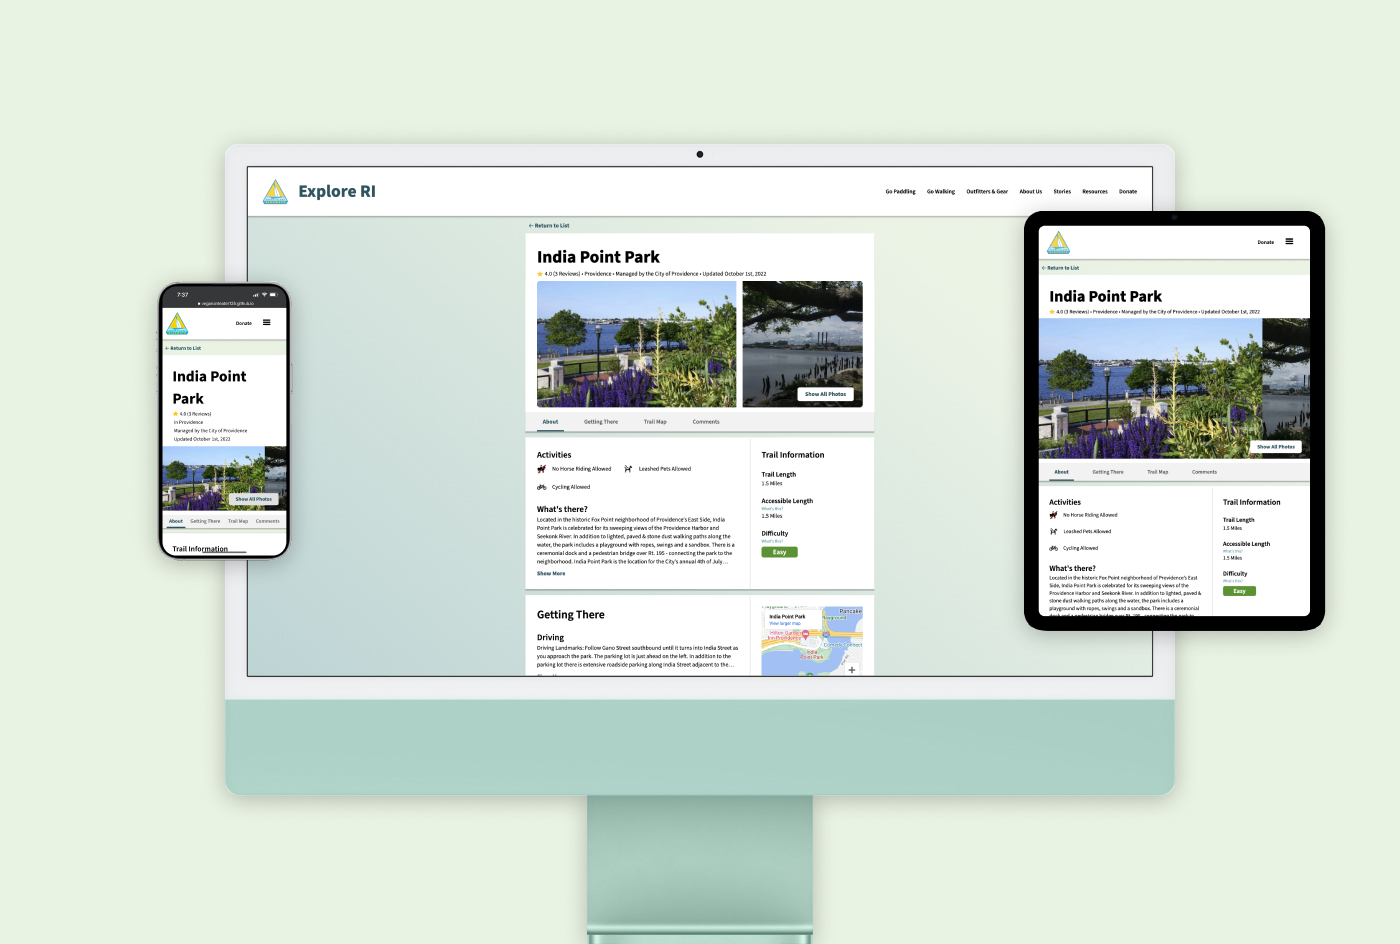 Explore RI
Go Paddling
Go Walking
Outfitters & Gear
About Us
Stories
Resources
Donate
← Return to List
India Point Park
4.0 (3 Reviews) • Providence • Managed by the City of Providence • Updated October 1st, 2022
Show All Photos
About
Getting There
Trail Map
Comments
Activities
No Horse Riding Allowed
Leashed Pets Allowed
Cycling Allowed
What's there?
Located in the historic Fox Point neighborhood of Providence's East Side, India
Point Park is celebrated for its sweeping views of the Providence Harbor and
Seekonk River. In addition to lighted, paved & stone dust walking paths along the
water, the park includes a playground with ropes, swings and a sandbox. There is a
ceremonial dock and a pedestrian bridge over Rt. 195 - connecting the park to the
neighborhood. India Point Park is the location for the City's annual 4th of July...
Show More
Trail Information
Trail Length
1.5 Miles
Accessible Length
What's this?
1.5 Miles
Difficulty
What's this?
Easy
Getting There
Driving
Driving Landmarks: Follow Gano Street southbound until it turns into India Street as
you approach the park. The parking lot is just ahead on the left. In addition to the
parking lot there is extensive roadside parking along India Street adjacent to the...
India Point Park
View larger map
Pancake
Hilton Garden
Inn Providence
India
Point Park
7:37
Donate
← Return to List
India Point
Park
4.0 (3 Reviews)
In Providence
Managed by the City of Providence
Updated October 1st, 2022
Show All Photos
About
Getting There
Trail Map
Comments
Trail Information
Donate
← Return to List
India Point Park
4.0 (3 Reviews) • Providence • Managed by the City of Providence • Updated October 1st, 2022
Show All Photos
About
Getting There
Trail Map
Comments
Activities
No Horse Riding Allowed
Leashed Pets Allowed
Cycling Allowed
What's there?
Located in the historic Fox Point neighborhood of Providence's East
Side, India Point Park is celebrated for its sweeping views of the
Providence Harbor and Seekonk River. In addition to lighted, paved &
stone dust walking paths along the water, the park includes a
playground with ropes, swings and a sandbox. There is a ceremonial
Trail Information
Trail Length
1.5 Miles
Accessible Length
What's this?
1.5 Miles
Difficulty
What's this?
Easy